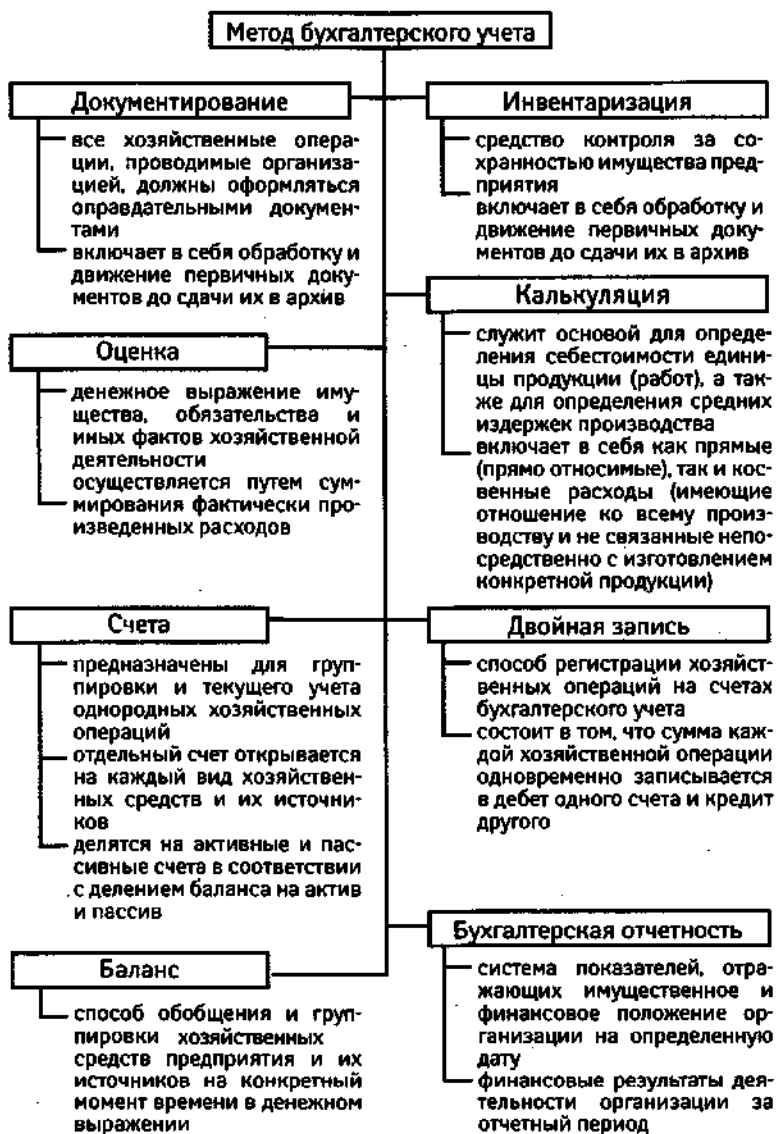 Метод бухгалтерского учета
Документирование
все хозяйственные опера-
ции, проводимые организа-
цией, должны оформляться
оправдательными докумен-
тами
включает в себя обработку и
движение первичных доку-
ментов до сдачи их в архив
Инвентаризация
средство контроля за со-
хранностью имущества пред-
приятия
включает в себя обработку и
движение первичных доку-
ментов до сдачи их в архив
Оценка
денежное выражение иму-
щества, обязательства и
иных фактов хозяйственной
деятельности
осуществляется путем сум-
мирования фактически про-
изведенных расходов
Калькуляция
служит основой для опреде-
ления себестоимости едини-
цы продукции (работ), а так-
же для определения средних
издержек производства
включает в себя как прямые
(прямо относимые), так и кос-
венные расходы (имеющие
отношение ко всему произ-
водству и не связанные непо-
средственно с изготовлением
конкретной продукции)
Счета
предназначены для груп-
пировки и текущего учета
однородных хозяйственных
операций
отдельный счет открывается
на каждый вид хозяйствен-
ных средств и их источни-
ков
делятся на активные и пас-
сивные счета в соответствии
с делением баланса на актив
и пассив
Двойная запись
способ регистрации хозяйст-
венных операций на счетах
бухгалтерского учета
состоит в том, что сумма каж-
дой хозяйственной операции
одновременно записывается
в дебет одного счета и кредит
другого
Баланс
способ обобщения и груп-
пировки хозяйственных
средств предприятия и их
источников на конкретный
момент времени в денежном
выражении
Бухгалтерская отчетность
система показателей, отра-
жающих имущественное и
финансовое положение ор-
ганизации на определенную
дату
финансовые результаты дея-
тельности организации за
отчетный период